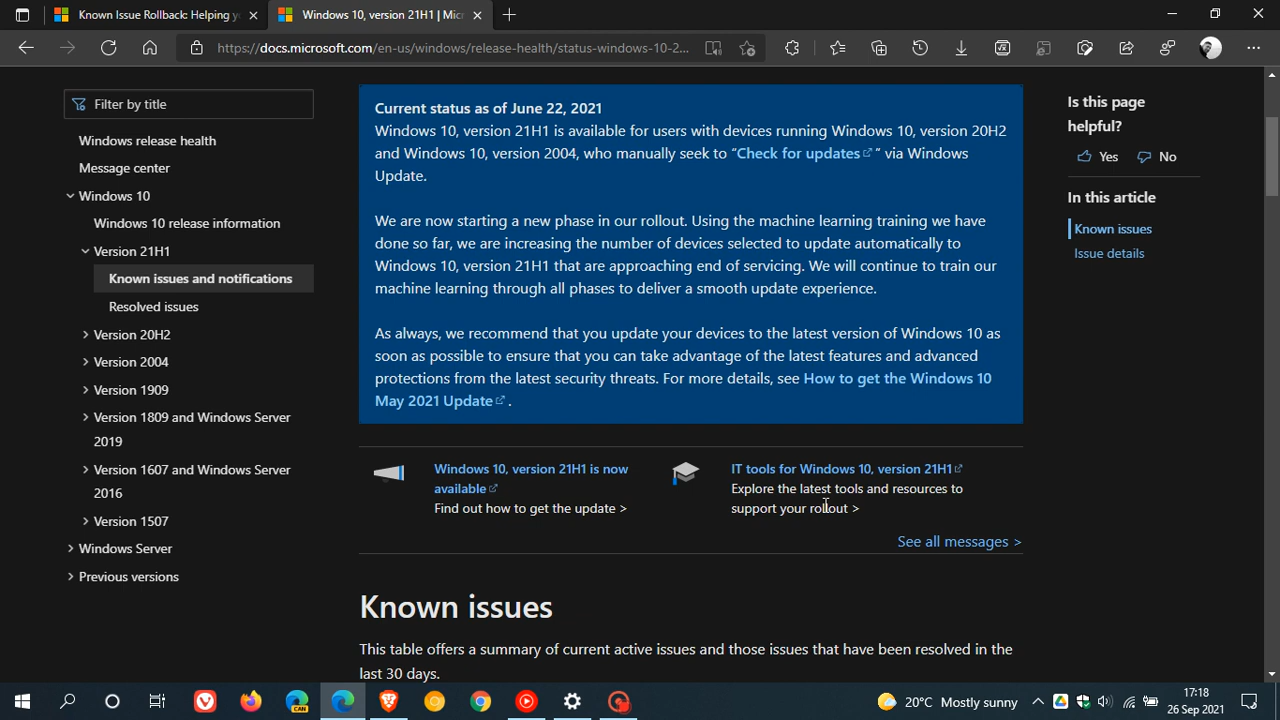 Known Issue Rollback: Helping y
Windows 10, version 21H1 | Mic
https://docs.microsoft.com/en-us/windows/release-health/status-windows-10-2...
Filter by title
Windows release health
Message center
Windows 10
Windows 10 release information
Version 21H1
Known issues and notifications
Resolved issues
Version 20H2
Version 2004
Version 1909
Version 1809 and Windows Server
2019
Version 1607 and Windows Server
2016
Version 1507
Windows Server
Previous versions
Current status as of June 22, 2021
Windows 10, version 21H1 is available for users with devices running Windows 10, version 20H2
and Windows 10, version 2004, who manually seek to “Check for updates “ via Windows
Update.
We are now starting a new phase in our rollout. Using the machine learning training we have
done so far, we are increasing the number of devices selected to update automatically to
Windows 10, version 21H1 that are approaching end of servicing. We will continue to train our
machine learning through all phases to deliver a smooth update experience.
As always, we recommend that you update your devices to the latest version of Windows 10 as
soon as possible to ensure that you can take advantage of the latest features and advanced
protections from the latest security threats. For more details, see How to get the Windows 10
May 2021 Update .
Windows 10, version 21H1 is now
available
Find out how to get the update >
IT tools for Windows 10, version 21H1
Explore the latest tools and resources to
support your rollout >
See all messages >
Known issues
This table offers a summary of current active issues and those issues that have been resolved in the
last 30 days.
Is this page
helpful?
Yes No
In this article
Known issues
Issue details
CAN
20°C Mostly sunny
17:18
26 Sep 2021